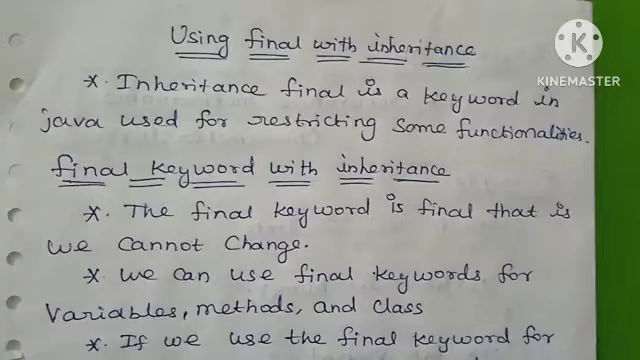 Using final with inheritance
K
KINEMASTER
*. Inheritance final is a keyword in
java used for restricting some functionalities.
final keyword with inheritance
*. The final keyword is final that is
we cannot change.
*. we can use final keywords for
variables, methods, and class
*. If we use the final keyword for